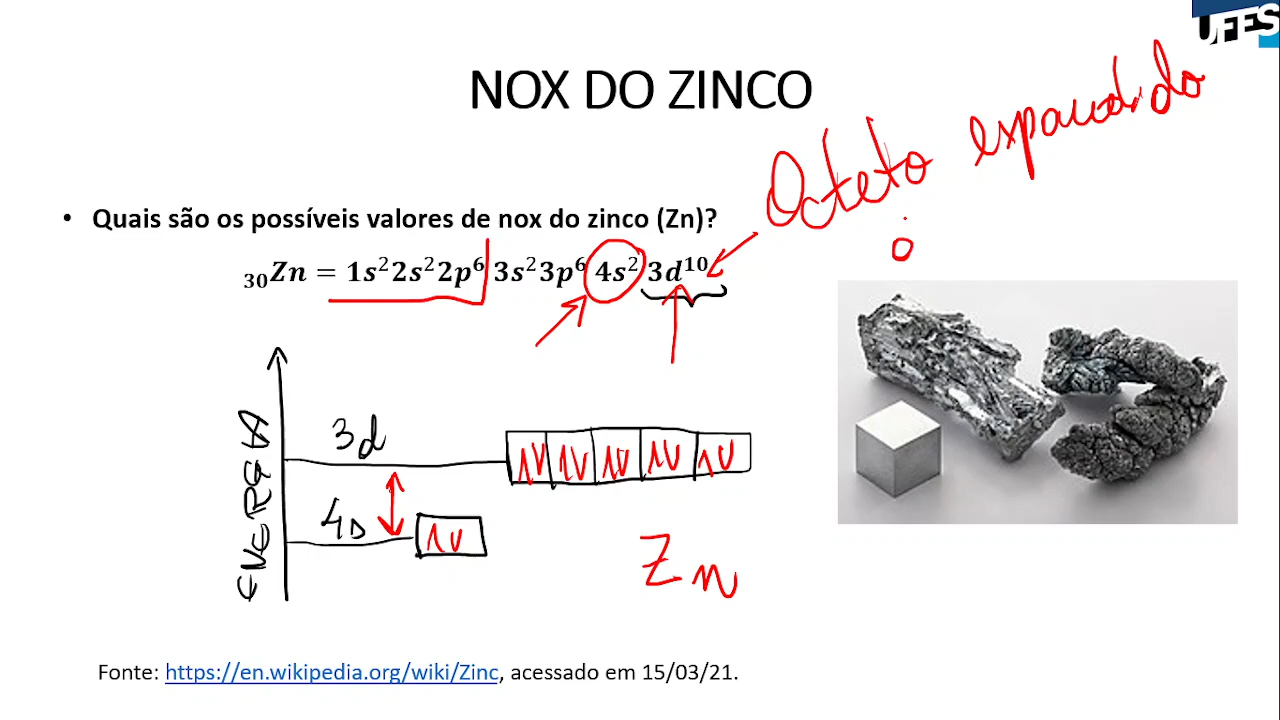 UFES
NOX DO ZINCO
Octeto expandido
• Quais são os possíveis valores de nox do zinco (Zn)?
₃₀Zn = 1s²2s²2p⁶3s²3p⁶4s²3d¹⁰
ENERGIA
3d
4s
Zn
Fonte: https://en.wikipedia.org/wiki/Zinc, acessado em 15/03/21.